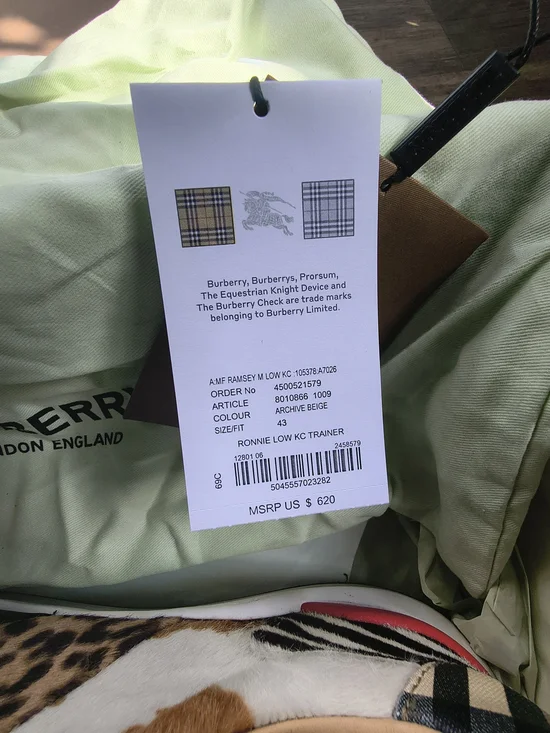 Burberry, Burberrys, Prorsum,
The Equestrian Knight Device and
The Burberry Check are trade marks
belonging to Burberry Limited.
A:MF RAMSEY M LOW KC :105378:A7026
ORDER No 4500521579
ARTICLE 8010866 1009
COLOUR ARCHIVE BEIGE
SIZE/FIT 43
RONNIE LOW KC TRAINER
12801 06 2458579
69C
5045557023282
MSRP US $ 620
BERRY
NDON ENGLAND